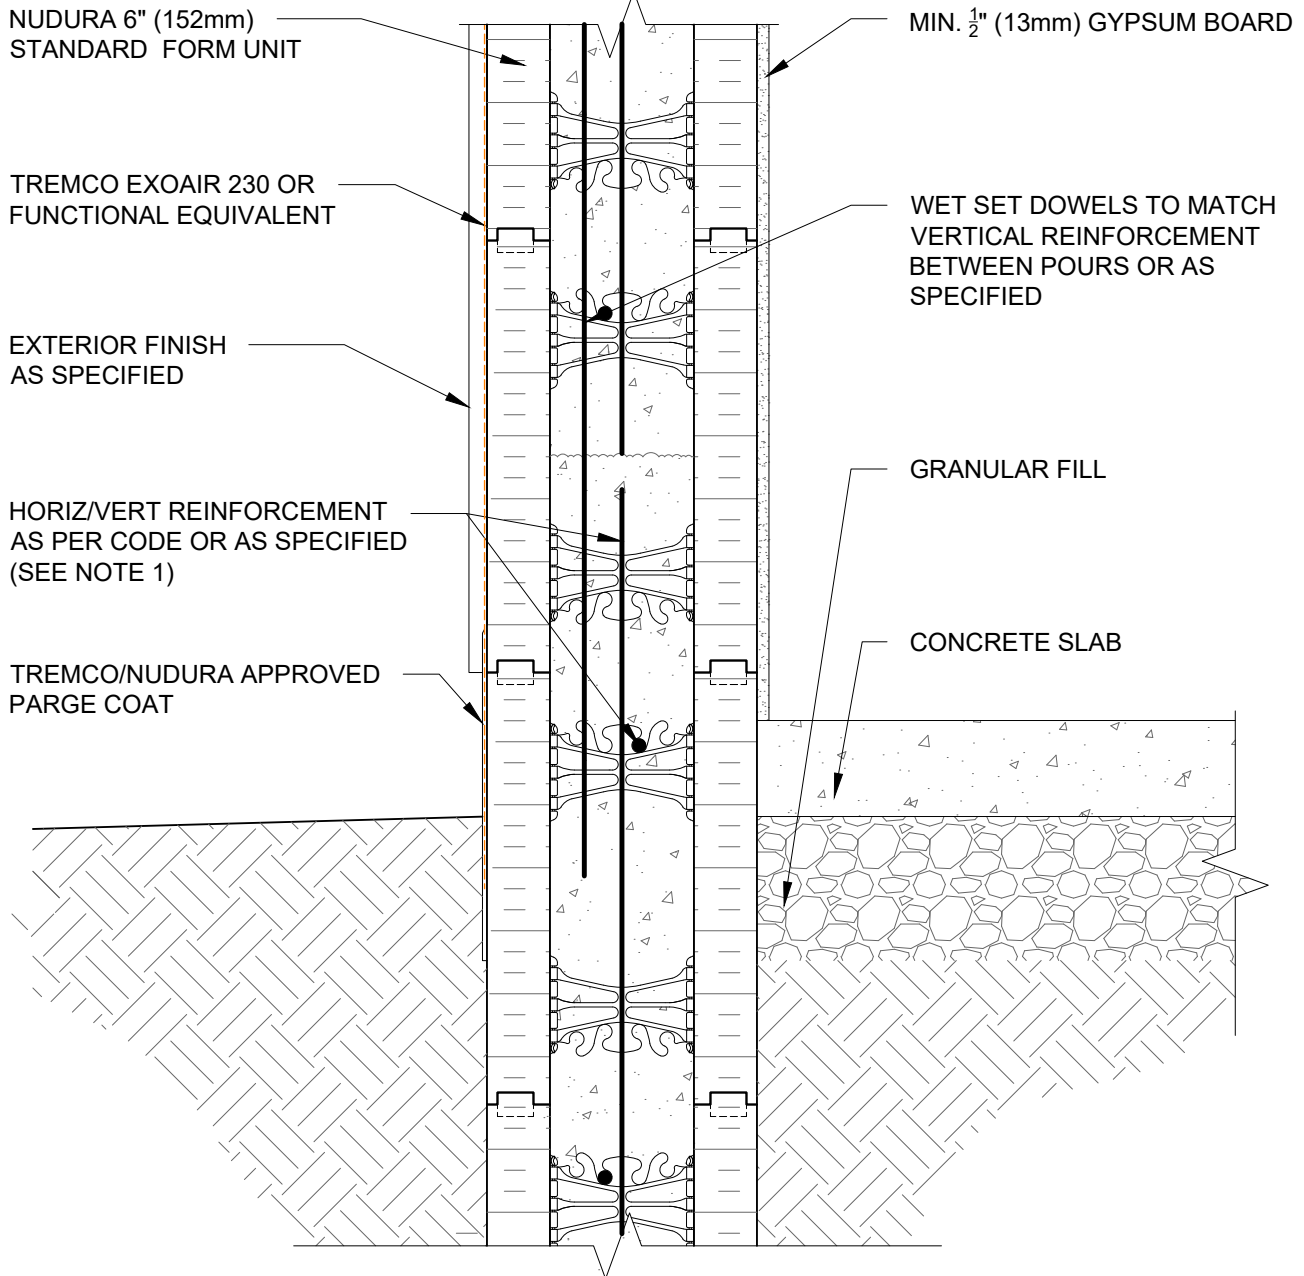 NUDURA 6" (152mm)
STANDARD FORM UNIT
TREMCO EXOAIR 230 OR
FUNCTIONAL EQUIVALENT
EXTERIOR FINISH
AS SPECIFIED
HORIZ/VERT REINFORCEMENT
AS PER CODE OR AS SPECIFIED
(SEE NOTE 1)
TREMCO/NUDURA APPROVED
PARGE COAT
MIN. 1/2" (13mm) GYPSUM BOARD
WET SET DOWELS TO MATCH
VERTICAL REINFORCEMENT
BETWEEN POURS OR AS
SPECIFIED
GRANULAR FILL
CONCRETE SLAB